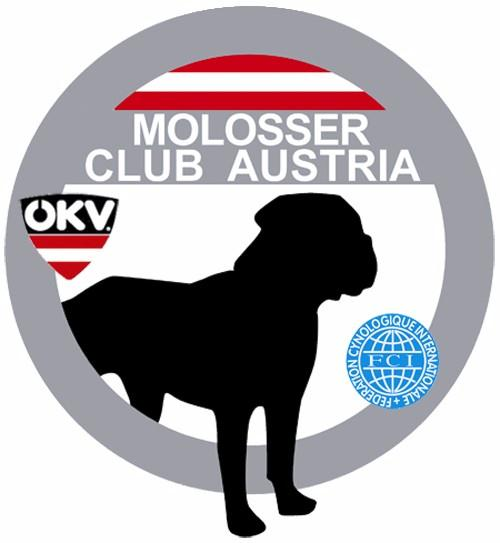 MOLOSSER
CLUB AUSTRIA
ÖKV.
FCI
FEDERATION CYNOLOGIQUE INTERNATIONALE +